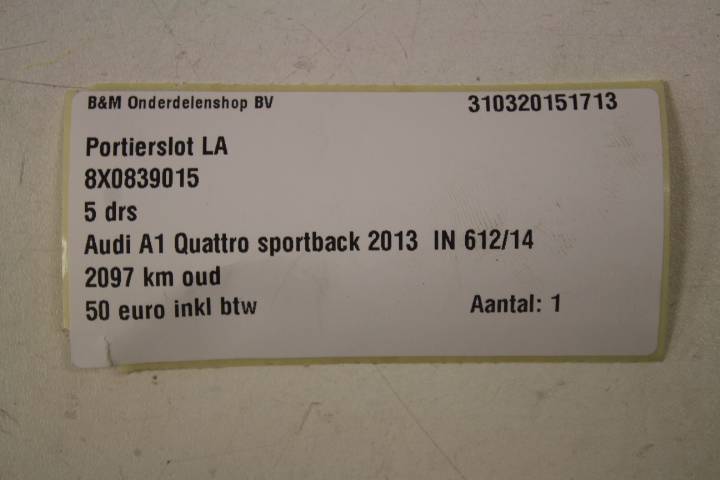 B&M Onderdelenshop BV 310320151713
Portierslot LA
8X0839015
5 drs
Audi A1 Quattro sportback 2013 IN 612/14
2097 km oud
50 euro inkl btw Aantal: 1